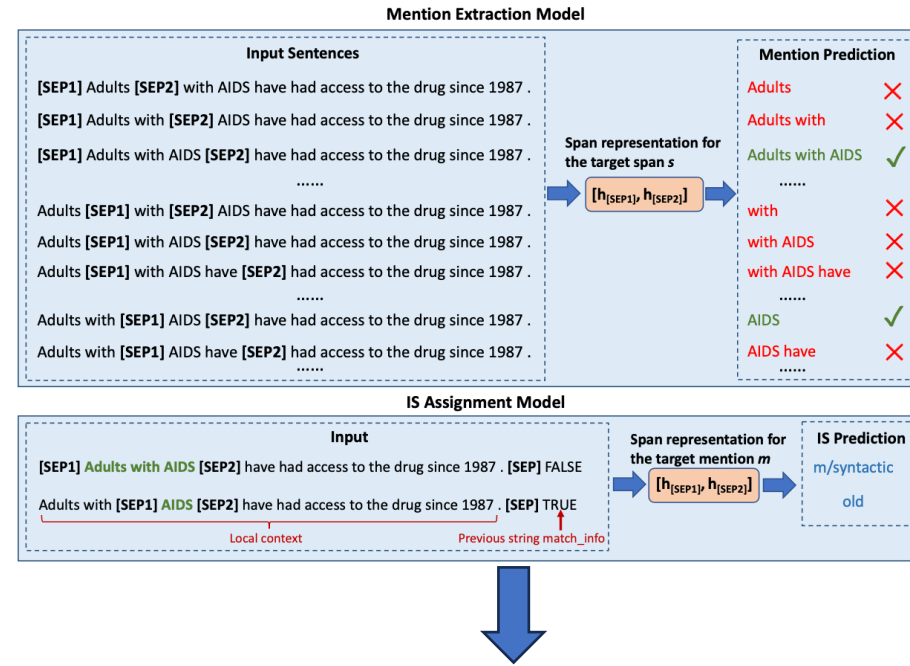 Mention Extraction Model
Input Sentences
[SEP1] Adults [SEP2] with AIDS have had access to the drug since 1987 .
[SEP1] Adults with [SEP2] AIDS have had access to the drug since 1987 .
[SEP1] Adults with AIDS [SEP2] have had access to the drug since 1987 .
......
Adults [SEP1] with [SEP2] AIDS have had access to the drug since 1987 .
Adults [SEP1] with AIDS [SEP2] have had access to the drug since 1987 .
Adults [SEP1] with AIDS have [SEP2] had access to the drug since 1987 .
......
Adults with [SEP1] AIDS [SEP2] have had access to the drug since 1987 .
Adults with [SEP1] AIDS have [SEP2] had access to the drug since 1987 .
......
Span representation for
the target span s
[h[SEP1], h[SEP2]]
Mention Prediction
Adults
Adults with
Adults with AIDS
......
with
with AIDS
with AIDS have
......
AIDS
AIDS have
......
IS Assignment Model
Input
[SEP1] Adults with AIDS [SEP2] have had access to the drug since 1987 . [SEP] FALSE
Adults with [SEP1] AIDS [SEP2] have had access to the drug since 1987 . [SEP] TRUE
Local context
Previous string match_info
Span representation for
the target mention m
[h[SEP1], h[SEP2]]
IS Prediction
m/syntactic
old